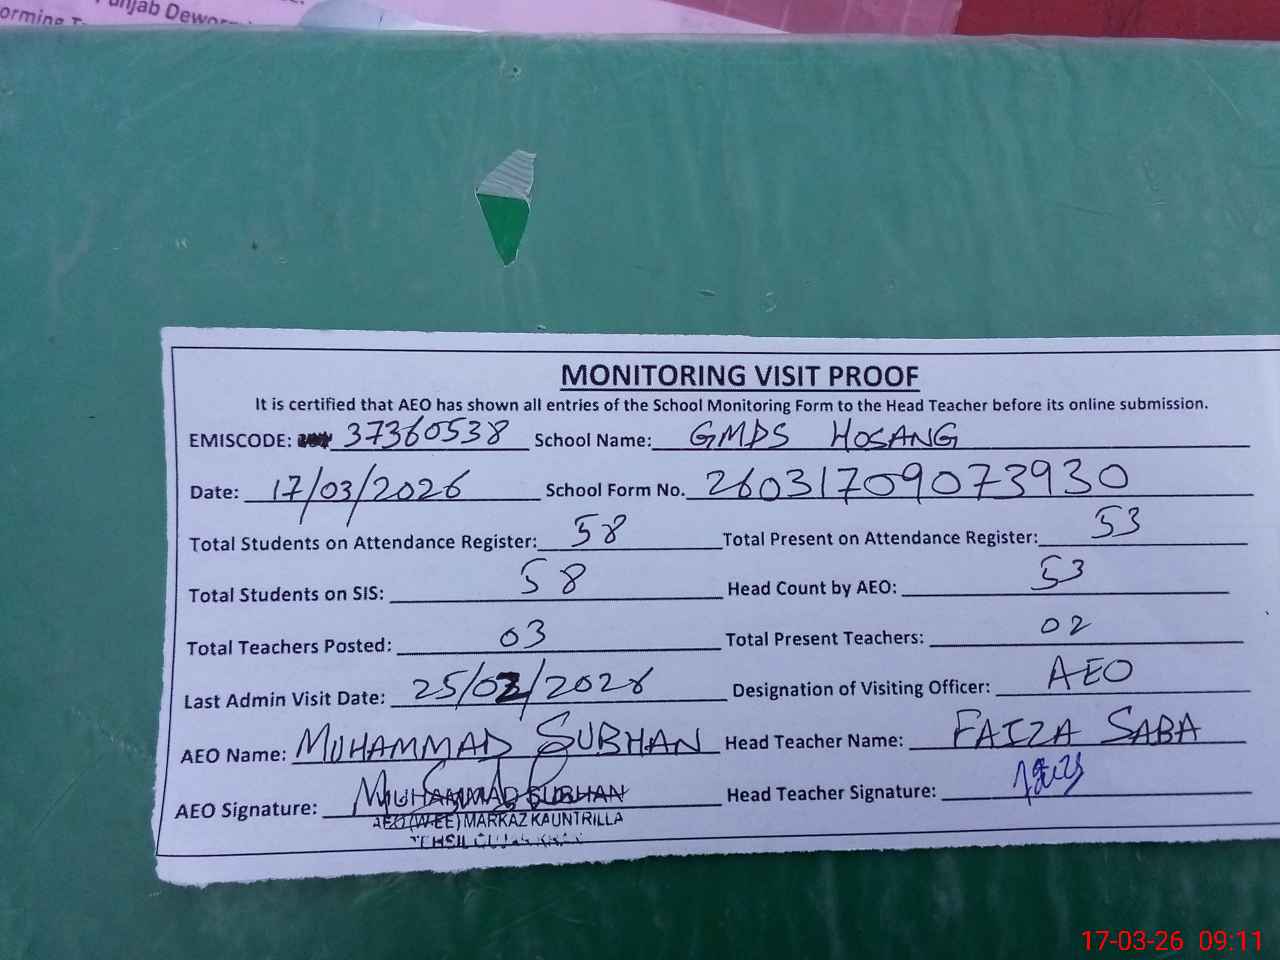 Punjab Deworm
orming
MONITORING VISIT PROOF
It is certified that AEO has shown all entries of the School Monitoring Form to the Head Teacher before its online submission.
EMISCODE: 37360538 School Name: GMPS HOSANG
Date: 17/03/2026 School Form No. 26031709073930
Total Students on Attendance Register: 58 Total Present on Attendance Register: 53
Total Students on SIS: 58 Head Count by AEO: 53
Total Teachers Posted: 03 Total Present Teachers: 02
Last Admin Visit Date: 25/02/2026 Designation of Visiting Officer: AEO
AEO Name: MUHAMMAD SUBHAN Head Teacher Name: FAIZA SABA
AEO Signature: MUHAMMAD SUBHAN Head Teacher Signature:
AEO (W-EE) MARKAZ KAUNTRILLA
TEHSIL
17-03-26 09:11